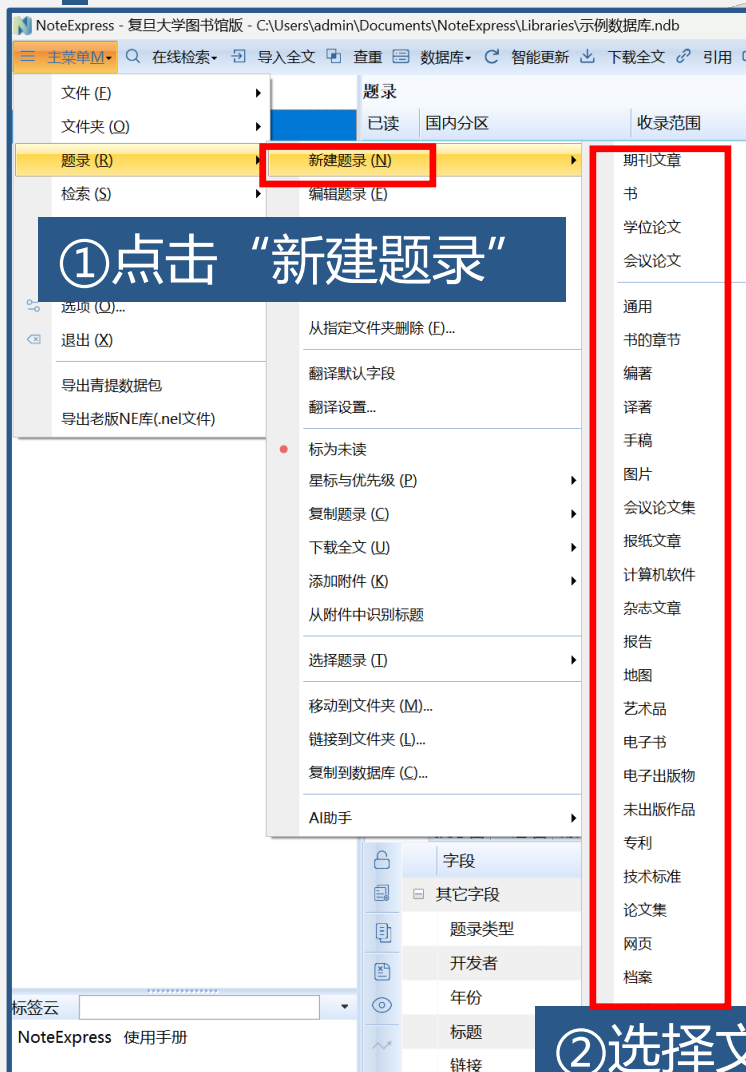 NoteExpress - 复旦大学图书馆版 - C:\Users\admin\Documents\NoteExpress\Libraries\示例数据库.ndb
主菜单M 在线检索 导入全文 查重 数据库 智能更新 下载全文 引用
文件 (F)
文件夹 (O)
题录 (R)
检索 (S)
选项 (O)...
退出 (X)
导出青提数据包
导出老版NE库(.nel文件)
题录
已读 国内分区 收录范围
新建题录 (N)
编辑题录 (E)
①点击“新建题录”
从指定文件夹删除 (F)...
翻译默认字段
翻译设置...
标为未读
星标与优先级 (P)
复制题录 (C)
下载全文 (U)
添加附件 (K)
从附件中识别标题
选择题录 (T)
移动到文件夹 (M)...
链接到文件夹 (L)...
复制到数据库 (C)...
AI助手
期刊文章
书
学位论文
会议论文
通用
书的章节
编著
译著
手稿
图片
会议论文集
报纸文章
计算机软件
杂志文章
报告
地图
艺术品
电子书
电子出版物
未出版作品
专利
技术标准
论文集
网页
档案
字段
其它字段
题录类型
开发者
年份
标题
链接
标签云
NoteExpress 使用手册
②选择文